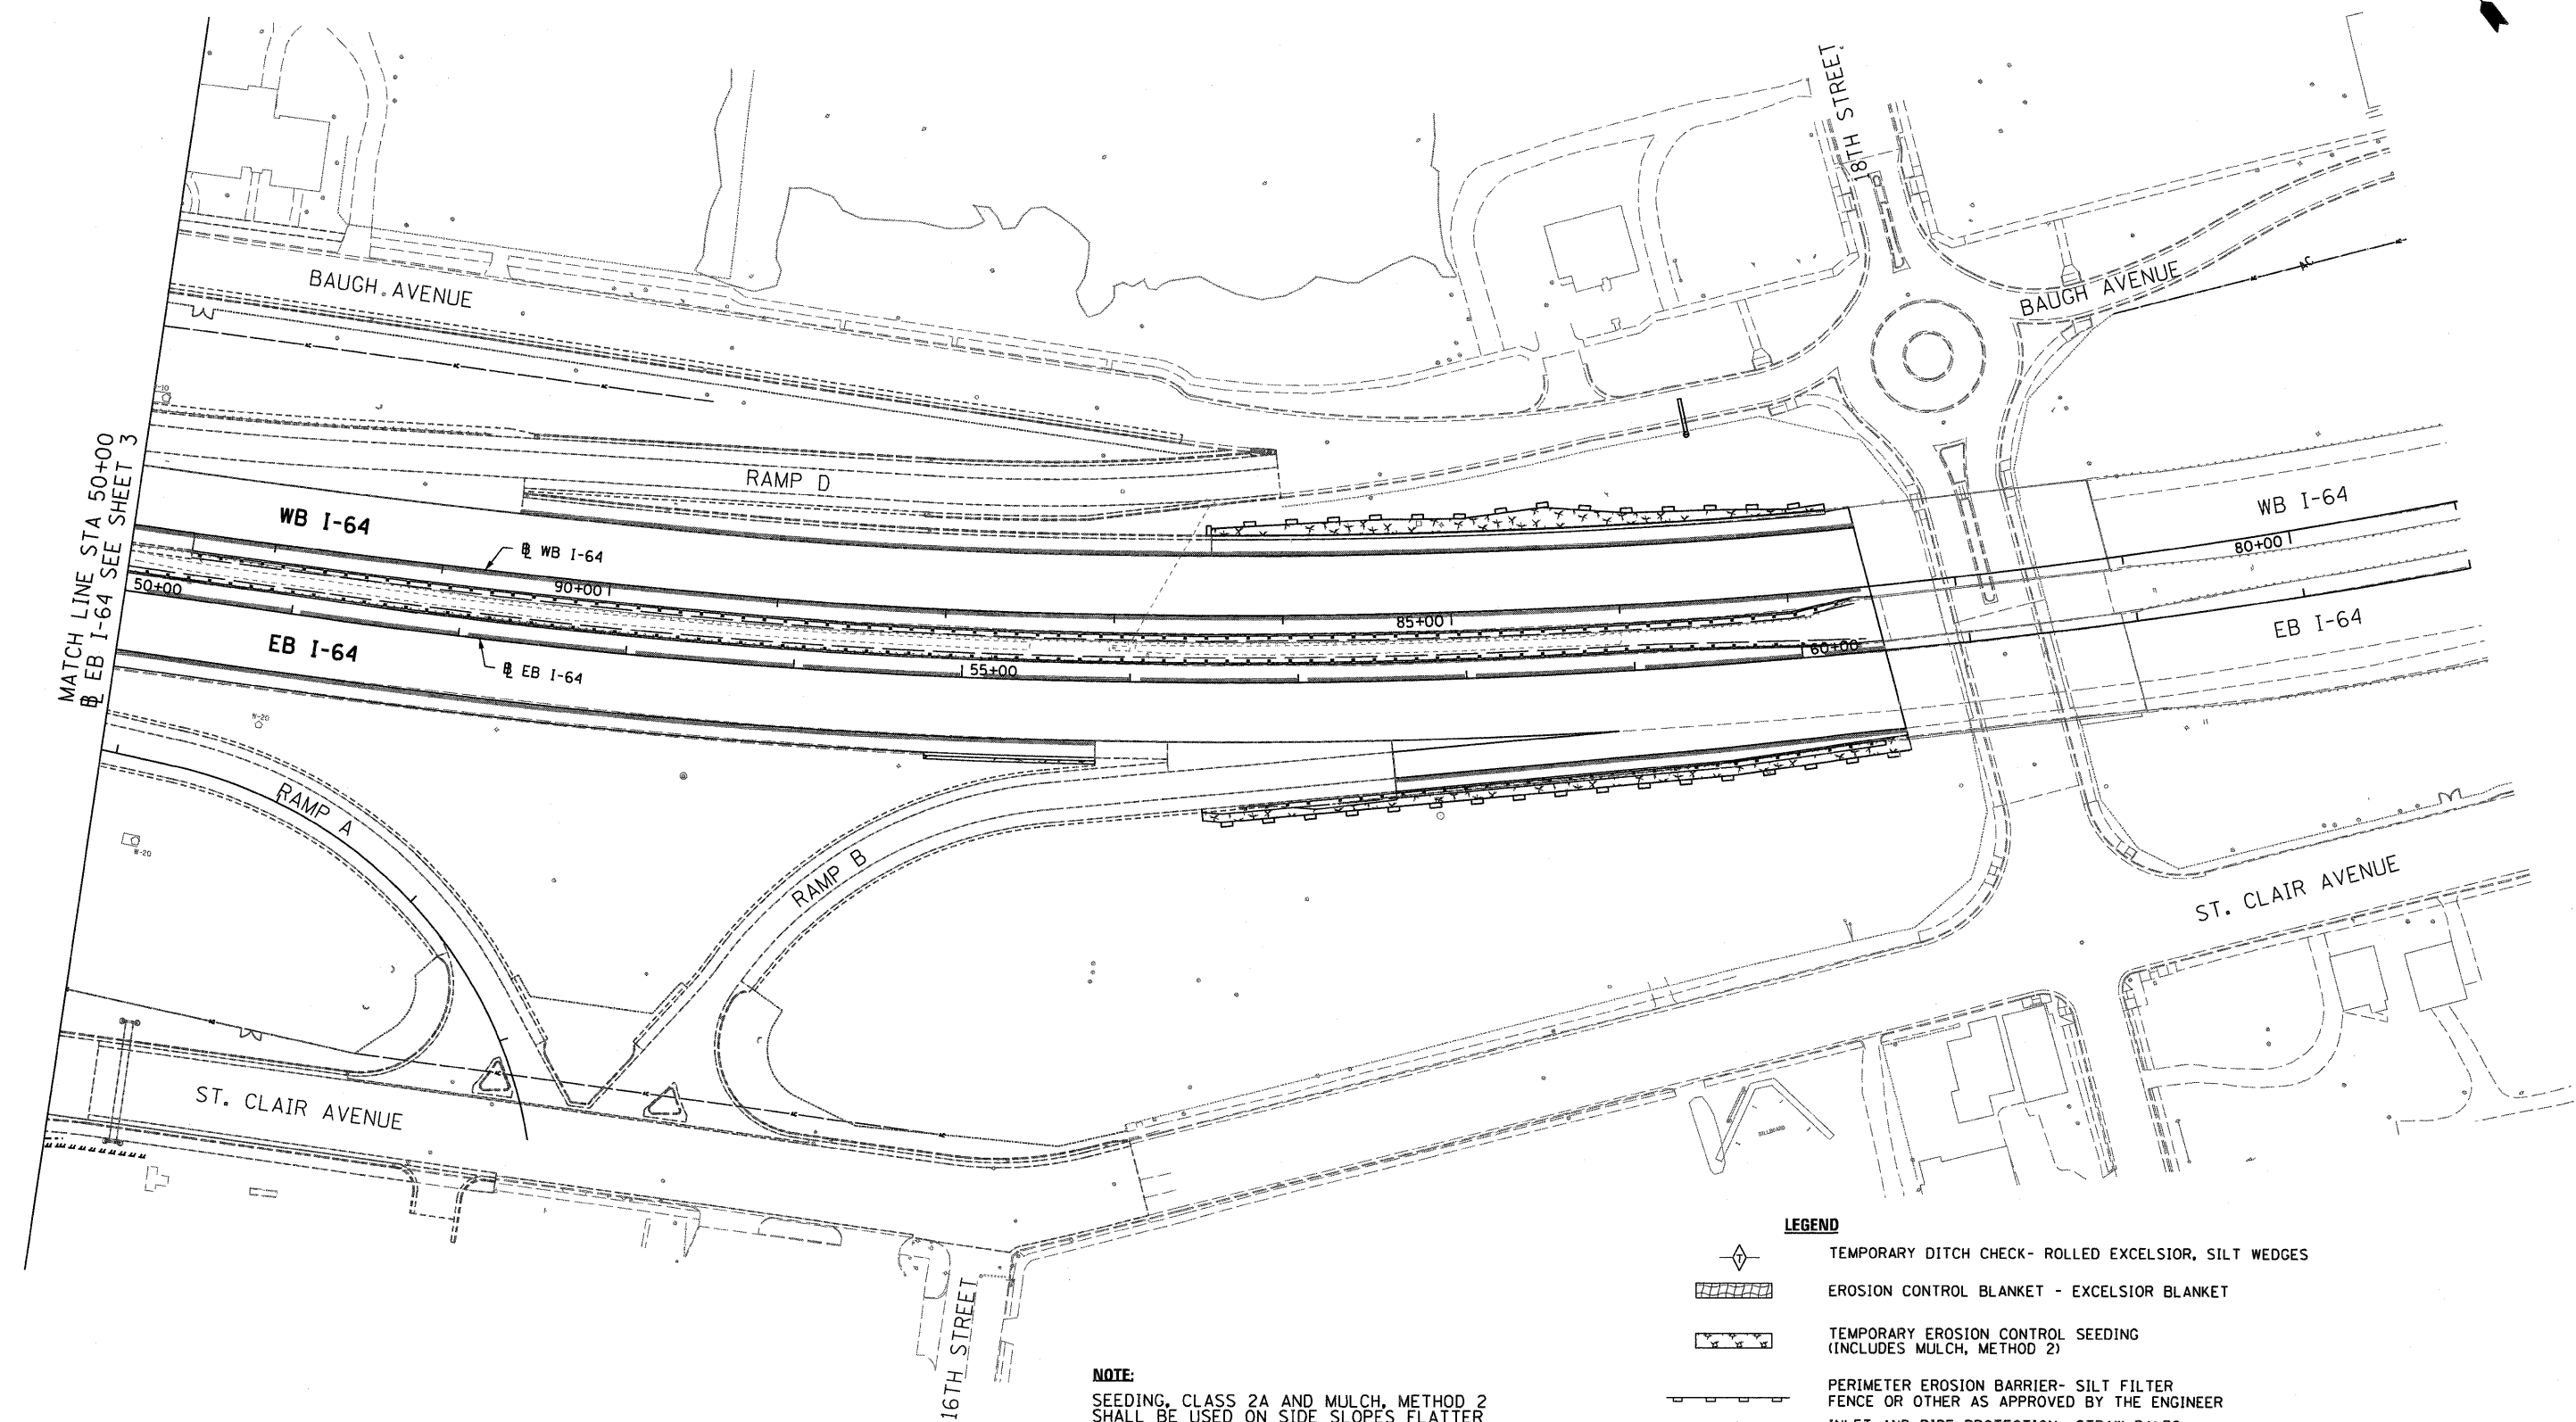 18TH STREET
BAUGH AVENUE
BAUGH AVENUE
AC
RAMP D
WB I-64
WB I-64
℄ WB I-64
80+00
90+00
85+00
50+00
MATCH LINE STA 50+00
℄ EB I-64 SEE SHEET 3
EB I-64
EB I-64
60+00
55+00
℄ EB I-64
W-20
RAMP A
W-20
RAMP B
ST. CLAIR AVENUE
ST. CLAIR AVENUE
BILLBOARD
16TH STREET
LEGEND
T
TEMPORARY DITCH CHECK- ROLLED EXCELSIOR, SILT WEDGES
EROSION CONTROL BLANKET - EXCELSIOR BLANKET
TEMPORARY EROSION CONTROL SEEDING
(INCLUDES MULCH, METHOD 2)
PERIMETER EROSION BARRIER- SILT FILTER
FENCE OR OTHER AS APPROVED BY THE ENGINEER
NOTE:
SEEDING, CLASS 2A AND MULCH, METHOD 2
SHALL BE USED ON SIDE SLOPES FLATTER